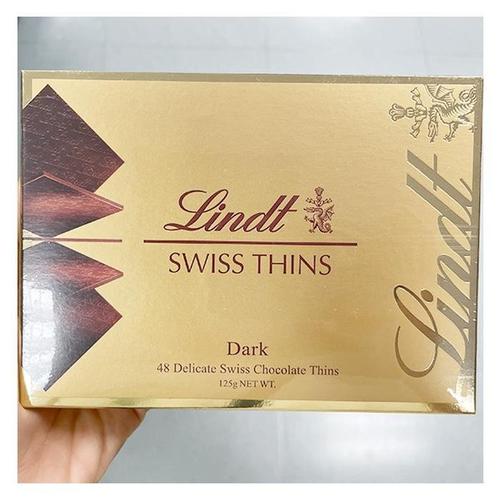 Lindt
SWISS THINS
Dark
48 Delicate Swiss Chocolate Thins
125g NET WT.
Lindt